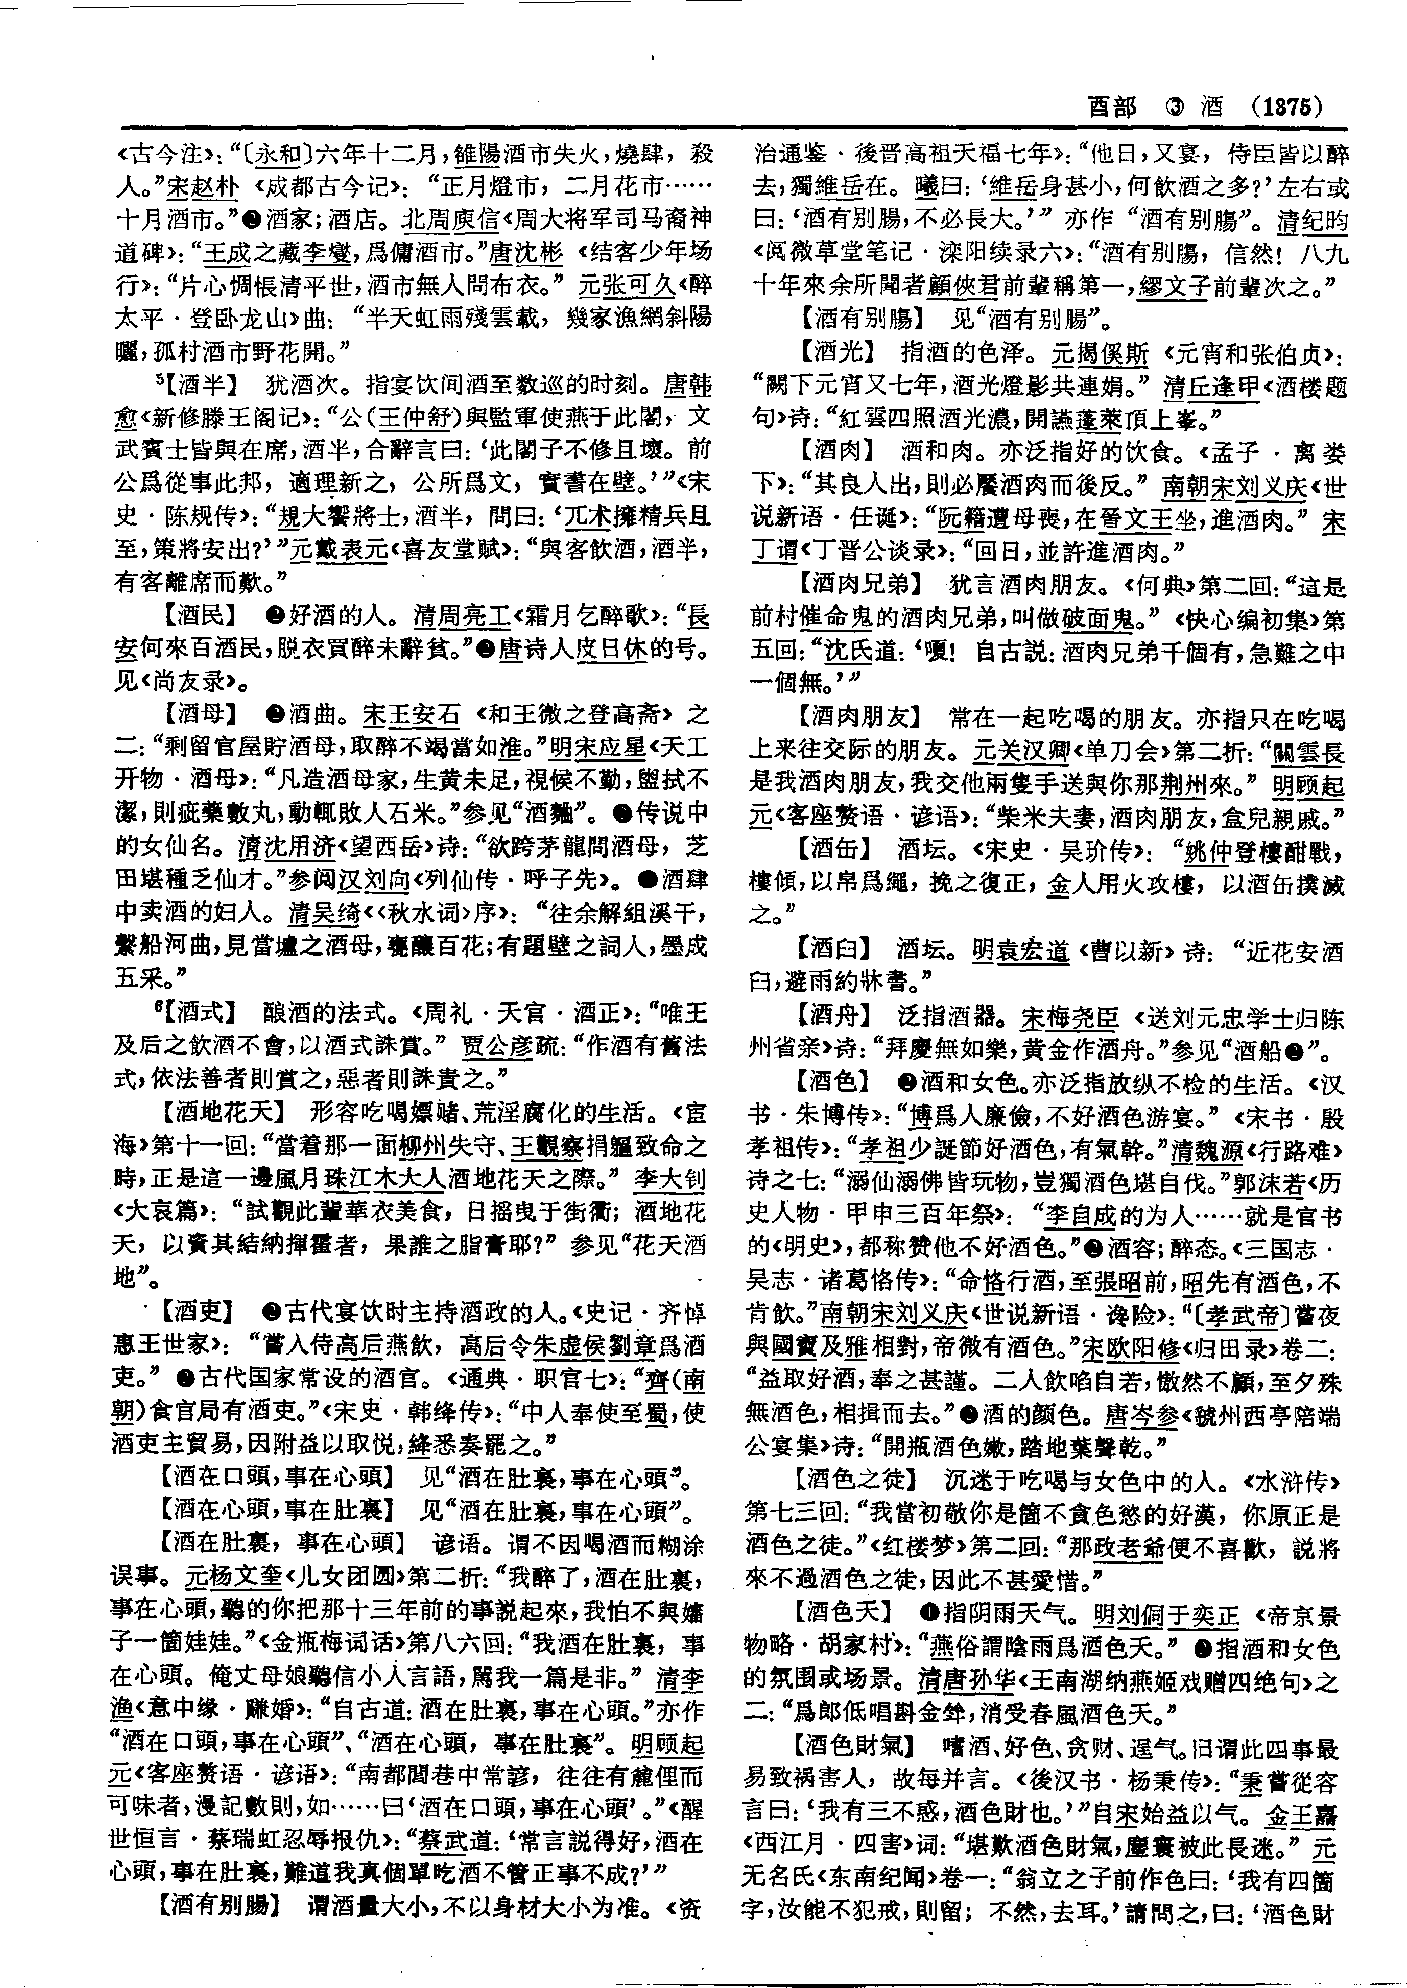 酉部　③ 酒 （1375）
《古今注》：“〔永和〕六年十二月，雒陽酒市失火，燒肆，殺
人。”宋赵朴《成都古今记》：“正月燈市，二月花市……
十月酒市。”❷酒家；酒店。北周庾信《周大将军司马裔神
道碑》：“王成之藏李燮，爲傭酒市。”唐沈彬《结客少年场
行》：“片心惆悵清平世，酒市無人問布衣。”元张可久《醉
太平·登卧龙山》曲：“半天虹雨殘雲載，幾家漁網斜陽
曬，孤村酒市野花開。”
⁵【酒半】　犹酒次。指宴饮间酒至数巡的时刻。唐韩
愈《新修滕王阁记》：“公（王仲舒）與監軍使燕于此閣，文
武賓士皆與在席，酒半，合辭言曰：‘此閣子不修且壞。前
公爲從事此邦，適理新之，公所爲文，實書在壁。’”《宋
史·陈规传》：“規大饗將士，酒半，問曰：‘兀术擁精兵且
至，策將安出？’”元戴表元《喜友堂赋》：“與客飲酒，酒半，
有客離席而歎。”
【酒民】　❶好酒的人。清周亮工《霜月乞醉歌》：“長
安何來百酒民，脱衣買醉未辭貧。”❷唐诗人皮日休的号。
见《尚友录》。
【酒母】　❶酒曲。宋王安石《和王微之登高斋》之
二：“剩留官屋貯酒母，取醉不竭當如淮。”明宋应星《天工
开物·酒母》：“凡造酒母家，生黄未足，視候不勤，盥拭不
潔，則疵藥數丸，動輒敗人石米。”参见“酒麴”。❷传说中
的女仙名。清沈用济《望西岳》诗：“欲跨茅龍問酒母，芝
田堪種乏仙才。”参阅汉刘向《列仙传·呼子先》。❸酒肆
中卖酒的妇人。清吴绮《〈秋水词〉序》：“往余解組溪干，
繫船河曲，見當壚之酒母，甕釀百花；有題壁之詞人，墨成
五采。”
⁶【酒式】　酿酒的法式。《周礼·天官·酒正》：“唯王
及后之飲酒不會，以酒式誅賞。”贾公彦疏：“作酒有舊法
式，依法善者則賞之，惡者則誅責之。”
【酒地花天】　形容吃喝嫖赌、荒淫腐化的生活。《宦
海》第十一回：“當着那一面柳州失守、王觀察捐軀致命之
時，正是這一邊風月珠江木大人酒地花天之際。”李大钊
《大哀篇》：“試觀此輩華衣美食，日揺曳于街衢；酒地花
天，以資其結納揮霍者，果誰之脂膏耶？”参见“花天酒
地”。
【酒吏】　❶古代宴饮时主持酒政的人。《史记·齐悼
惠王世家》：“嘗入侍高后燕飲，高后令朱虚侯劉章爲酒
吏。”❷古代国家常设的酒官。《通典·职官七》：“齊（南
朝）食官局有酒吏。”《宋史·韩绛传》：“中人奉使至蜀，使
酒吏主貿易，因附益以取悦，絳悉奏罷之。”
【酒在口頭，事在心頭】　见“酒在肚裏，事在心頭”。
【酒在心頭，事在肚裏】　见“酒在肚裏，事在心頭”。
【酒在肚裏，事在心頭】　谚语。谓不因喝酒而糊涂
误事。元杨文奎《儿女团圆》第二折：“我醉了，酒在肚裏，
事在心頭，聽的你把那十三年前的事説起來，我怕不與嬸
子一箇娃娃。”《金瓶梅词话》第八六回：“我酒在肚裏，事
在心頭。俺丈母娘聽信小人言語，駡我一篇是非。”清李
渔《意中缘·赚婚》：“自古道：酒在肚裏，事在心頭。”亦作
“酒在口頭，事在心頭”、“酒在心頭，事在肚裏”。明顾起
元《客座赘语·谚语》：“南都閭巷中常諺，往往有麄俚而
可味者，漫記數則，如……曰‘酒在口頭，事在心頭’。”《醒
世恒言·蔡瑞虹忍辱报仇》：“蔡武道：‘常言説得好，酒在
心頭，事在肚裏，難道我真個單吃酒不管正事不成？’”
【酒有别腸】　谓酒量大小，不以身材大小为准。《资
治通鉴·後晋高祖天福七年》：“他日，又宴，侍臣皆以醉
去，獨維岳在。曦曰：‘維岳身甚小，何飲酒之多？’左右或
曰：‘酒有别腸，不必長大。’”亦作“酒有别膓”。清纪昀
《阅微草堂笔记·滦阳续录六》：“酒有别膓，信然！八九
十年來余所聞者顧俠君前輩稱第一，繆文子前輩次之。”
【酒有别膓】　见“酒有别腸”。
【酒光】　指酒的色泽。元揭傒斯《元宵和张伯贞》：
“闕下元宵又七年，酒光燈影共連娟。”清丘逢甲《酒楼题
句》诗：“紅雲四照酒光濃，開讌蓬萊頂上峯。”
【酒肉】　酒和肉。亦泛指好的饮食。《孟子·离娄
下》：“其良人出，則必饜酒肉而後反。”南朝宋刘义庆《世
说新语·任诞》：“阮籍遭母喪，在晉文王坐，進酒肉。”宋
丁谓《丁晋公谈录》：“回日，並許進酒肉。”
【酒肉兄弟】　犹言酒肉朋友。《何典》第二回：“這是
前村催命鬼的酒肉兄弟，叫做破面鬼。”《快心编初集》第
五回：“沈氏道：‘嗄！自古説：酒肉兄弟千個有，急難之中
一個無。’”
【酒肉朋友】　常在一起吃喝的朋友。亦指只在吃喝
上来往交际的朋友。元关汉卿《单刀会》第二折：“關雲長
是我酒肉朋友，我交他兩隻手送與你那荆州來。”明顾起
元《客座赘语·谚语》：“柴米夫妻，酒肉朋友，盒兒親戚。”
【酒缶】　酒坛。《宋史·吴玠传》：“姚仲登樓酣戰，
樓傾，以帛爲繩，挽之復正，金人用火攻樓，以酒缶撲滅
之。”
【酒臼】　酒坛。明袁宏道《曹以新》诗：“近花安酒
臼，避雨約牀書。”
【酒舟】　泛指酒器。宋梅尧臣《送刘元忠学士归陈
州省亲》诗：“拜慶無如樂，黄金作酒舟。”参见“酒船❷”。
【酒色】　❶酒和女色。亦泛指放纵不检的生活。《汉
书·朱博传》：“博爲人廉儉，不好酒色游宴。”《宋书·殷
孝祖传》：“孝祖少誕節好酒色，有氣幹。”清魏源《行路难》
诗之七：“溺仙溺佛皆玩物，豈獨酒色堪自伐。”郭沫若《历
史人物·甲申三百年祭》：“李自成的为人……就是官书
的《明史》，都称赞他不好酒色。”❷酒容；醉态。《三国志·
吴志·诸葛恪传》：“命恪行酒，至張昭前，昭先有酒色，不
肯飲。”南朝宋刘义庆《世说新语·谗险》：“〔孝武帝〕嘗夜
與國寶及雅相對，帝微有酒色。”宋欧阳修《归田录》卷二：
“益取好酒，奉之甚謹。二人飲啗自若，慠然不顧，至夕殊
無酒色，相揖而去。”❸酒的颜色。唐岑参《虢州西亭陪端
公宴集》诗：“開瓶酒色嫩，踏地葉聲乾。”
【酒色之徒】　沉迷于吃喝与女色中的人。《水浒传》
第七三回：“我當初敬你是箇不貪色慾的好漢，你原正是
酒色之徒。”《红楼梦》第二回：“那政老爺便不喜歡，説將
來不過酒色之徒，因此不甚愛惜。”
【酒色天】　❶指阴雨天气。明刘侗于奕正《帝京景
物略·胡家村》：“燕俗謂陰雨爲酒色天。”❷指酒和女色
的氛围或场景。清唐孙华《王南湖纳燕姬戏赠四绝句》之
二：“爲郎低唱斟金斝，消受春風酒色天。”
【酒色財氣】　嗜酒、好色、贪财、逞气。旧谓此四事最
易致祸害人，故每并言。《後汉书·杨秉传》：“秉嘗從容
言曰：‘我有三不惑，酒色財也。’”自宋始益以气。金王嚞
《西江月·四害》词：“堪歎酒色財氣，塵寰被此長迷。”元
无名氏《东南纪闻》卷一：“翁立之子前作色曰：‘我有四箇
字，汝能不犯戒，則留；不然，去耳。’請問之，曰：‘酒色財